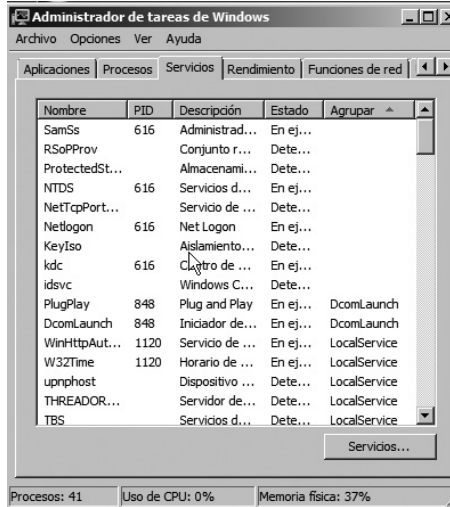 Administrador de tareas de Windows
Archivo Opciones Ver Ayuda
Aplicaciones Procesos Servicios Rendimiento Funciones de red
Nombre PID Descripción Estado Agrupar
SamSs 616 Administrad... En ej...
RSoPProv Conjunto r... Dete...
ProtectedSt... Almacenami... Dete...
NTDS 616 Servicios d... En ej...
NetTcpPort... Servicio de ... Dete...
Netlogon 616 Net Logon En ej...
KeyIso Aislamiento... Dete...
kdc 616 Centro de ... En ej...
idsvc Windows C... Dete...
PlugPlay 848 Plug and Play En ej... DcomLaunch
DcomLaunch 848 Iniciador de... En ej... DcomLaunch
WinHttpAut... 1120 Servicio de ... En ej... LocalService
W32Time 1120 Horario de ... En ej... LocalService
upnphost Dispositivo ... Dete... LocalService
THREADOR... Servidor de... Dete... LocalService
TBS Servicios d... Dete... LocalService
Servicios...
Procesos: 41 Uso de CPU: 0% Memoria física: 37%